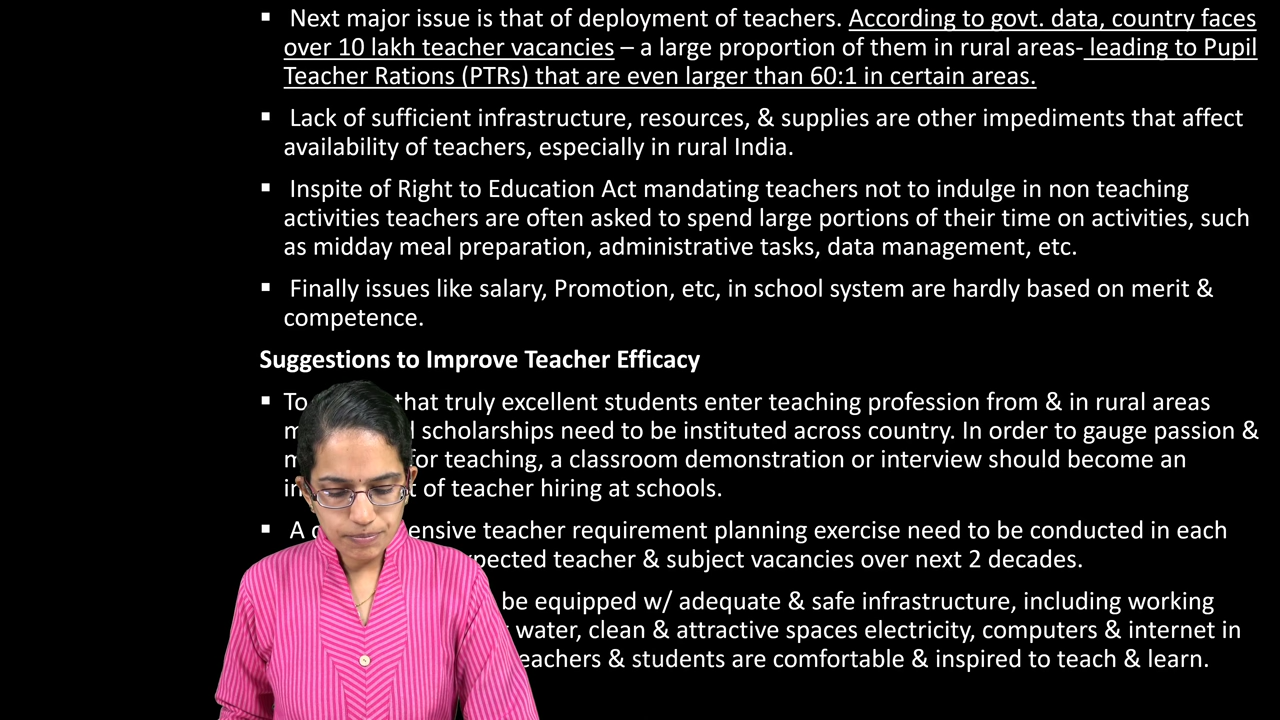 ▪ Next major issue is that of deployment of teachers. According to govt. data, country faces
over 10 lakh teacher vacancies – a large proportion of them in rural areas- leading to Pupil
Teacher Rations (PTRs) that are even larger than 60:1 in certain areas.
▪ Lack of sufficient infrastructure, resources, & supplies are other impediments that affect
availability of teachers, especially in rural India.
▪ Inspite of Right to Education Act mandating teachers not to indulge in non teaching
activities teachers are often asked to spend large portions of their time on activities, such
as midday meal preparation, administrative tasks, data management, etc.
▪ Finally issues like salary, Promotion, etc, in school system are hardly based on merit &
competence.
Suggestions to Improve Teacher Efficacy
▪ To that truly excellent students enter teaching profession from & in rural areas
scholarships need to be instituted across country. In order to gauge passion &
for teaching, a classroom demonstration or interview should become an
of teacher hiring at schools.
▪ A teacher requirement planning exercise need to be conducted in each
teacher & subject vacancies over next 2 decades.
be equipped w/ adequate & safe infrastructure, including working
water, clean & attractive spaces electricity, computers & internet in
teachers & students are comfortable & inspired to teach & learn.